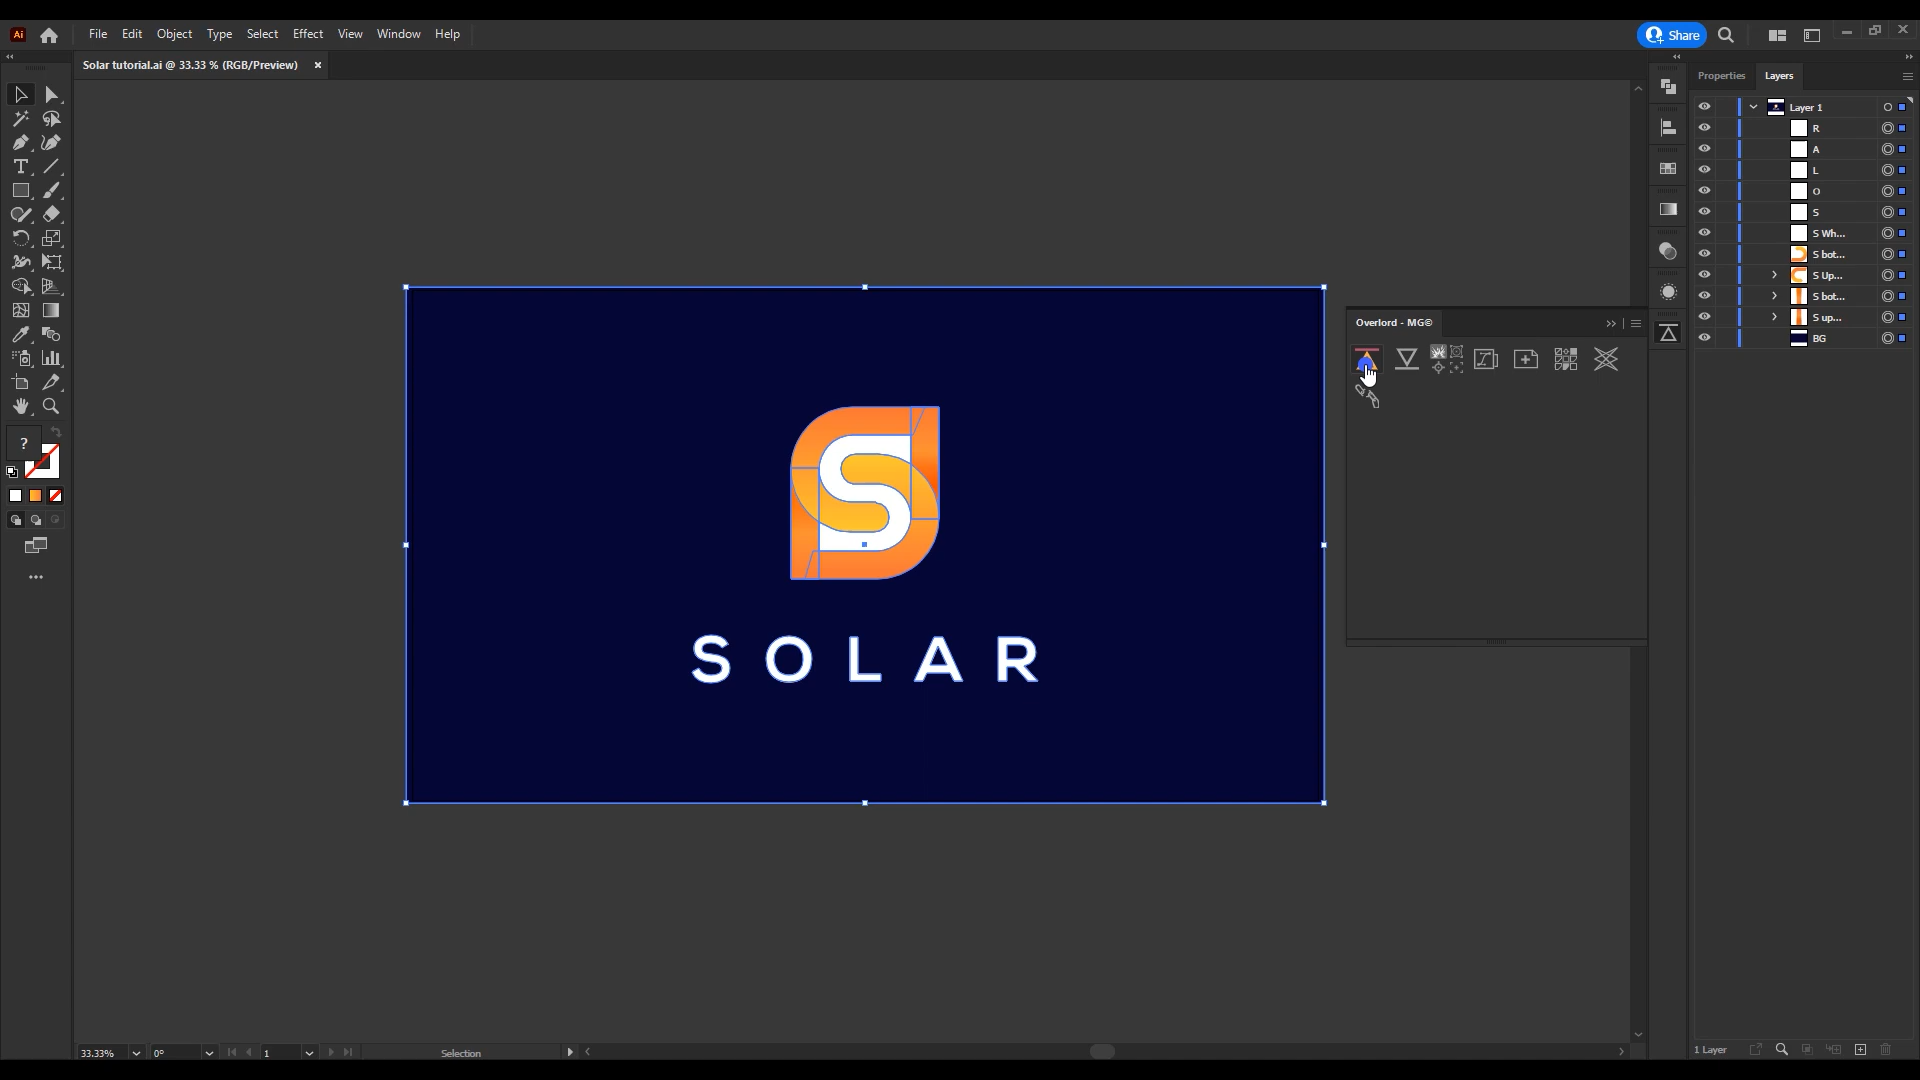 Ai
File Edit Object Type Select Effect View Window Help
Share
Solar tutorial.ai @ 33.33 % (RGB/Preview)
Properties Layers
Layer 1
R
A
L
O
S
S Wh...
S bot...
S Up...
S bot...
S up...
BG
Overlord - MG©
?
S
SOLAR
33.33% 0° 1 Selection
1 Layer